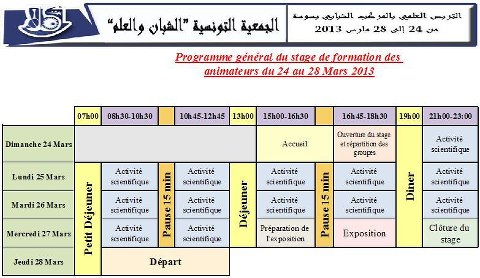 التربص العلمي بالمركب الشبابي بسوسة
من 24 إلى 28 مارس 2013
الجمعية التونسية "الشبان والعلم"
Programme général du stage de formation des
animateurs du 24 au 28 Mars 2013
07h00 08h30-10h30 10h45-12h45 13h00 15h00-16h30 16h45-18h30 19h00 21h00-23:00
Dimanche 24 Mars
Accueil
Ouverture du stage
et répartition des
groupes
Activité
scientifique
Lundi 25 Mars
Activité
scientifique
Activité
scientifique
Activité
scientifique
Activité
scientifique
Activité
scientifique
Mardi 26 Mars
Activité
scientifique
Activité
scientifique
Activité
scientifique
Activité
scientifique
Activité
scientifique
Mercredi 27 Mars
Activité
scientifique
Activité
scientifique
Préparation de
l'exposition
Exposition
Clôture du
stage
Jeudi 28 Mars
Départ
Petit Déjeuner
Pause 15 min
Déjeuner
Pause 15 min
Diner